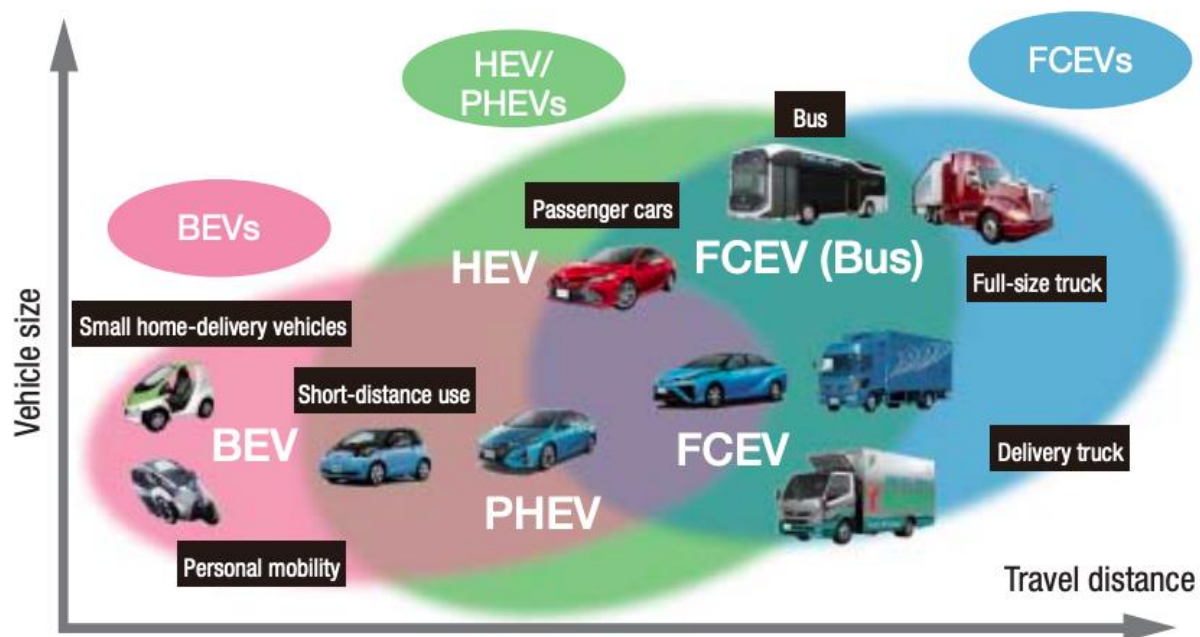 HEV/
PHEVs
FCEVs
Bus
BEVs
Passenger cars
HEV
FCEV (Bus)
Full-size truck
Small home-delivery vehicles
Short-distance use
BEV
FCEV
Delivery truck
PHEV
Personal mobility
Vehicle size
Travel distance